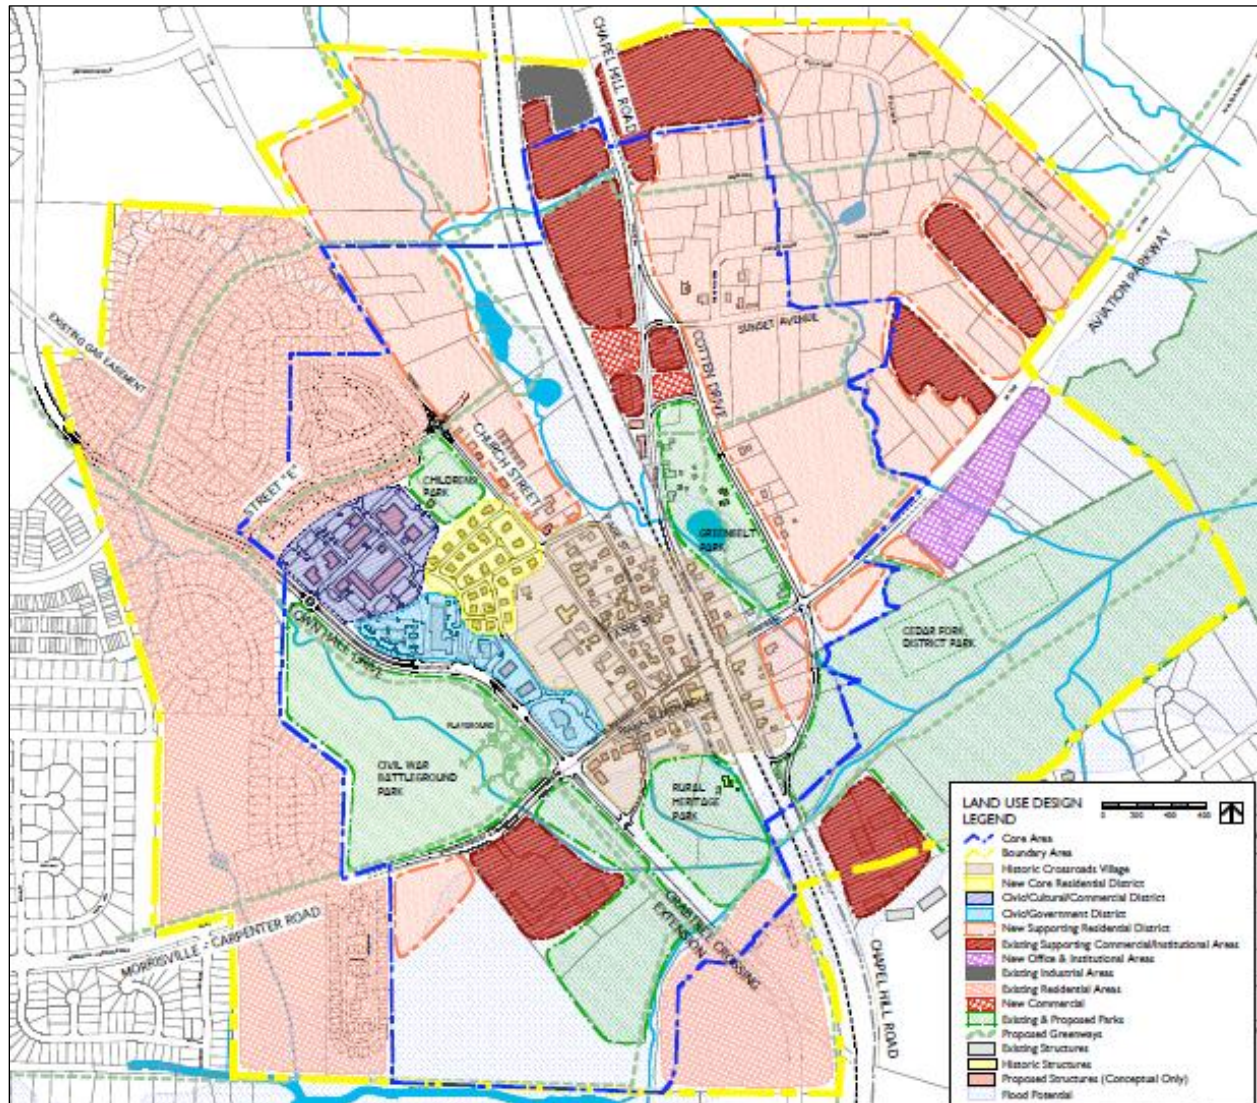 CHAPEL HILL ROAD
AVIATION PARKWAY
EXISTING GAS EASEMENT
SUNSET AVENUE
COTTEN DRIVE
CHURCH STREET
STREET "E"
CHILDRENS
PARK
GREENBELT
PARK
TOWN HALL DRIVE
CEDAR FORK
DISTRICT PARK
PLAYGROUND
CIVIL WAR
BATTLEGROUND
PARK
RURAL
HERITAGE
PARK
CRABTREE CROSSING
EXTENSION
MORRISVILLE - CARPENTER ROAD
CHAPEL HILL ROAD
LAND USE DESIGN
LEGEND
0
Core Area
Boundary Area
Historic Crossroads Village
New Core Residential District
Civic/Cultural/Commercial District
Civic/Government District
New Supporting Residential District
Existing Supporting Commercial/Institutional Areas
New Office & Institutional Areas
Existing Industrial Areas
Existing Residential Areas
New Commercial
Existing & Proposed Parks
Proposed Greenways
Existing Structures
Historic Structures
Proposed Structures (Conceptual Only)
Flood Potential